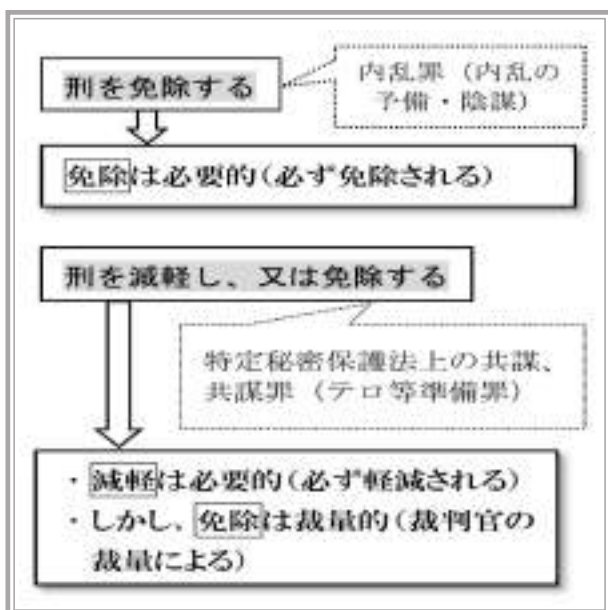 刑を免除する
内乱罪（内乱の
予備・陰謀）
免除は必要的（必ず免除される）
刑を減軽し、又は免除する
特定秘密保護法上の共謀、
共謀罪（テロ等準備罪）
・減軽は必要的（必ず軽減される）
・しかし、免除は裁量的（裁判官の
裁量による）